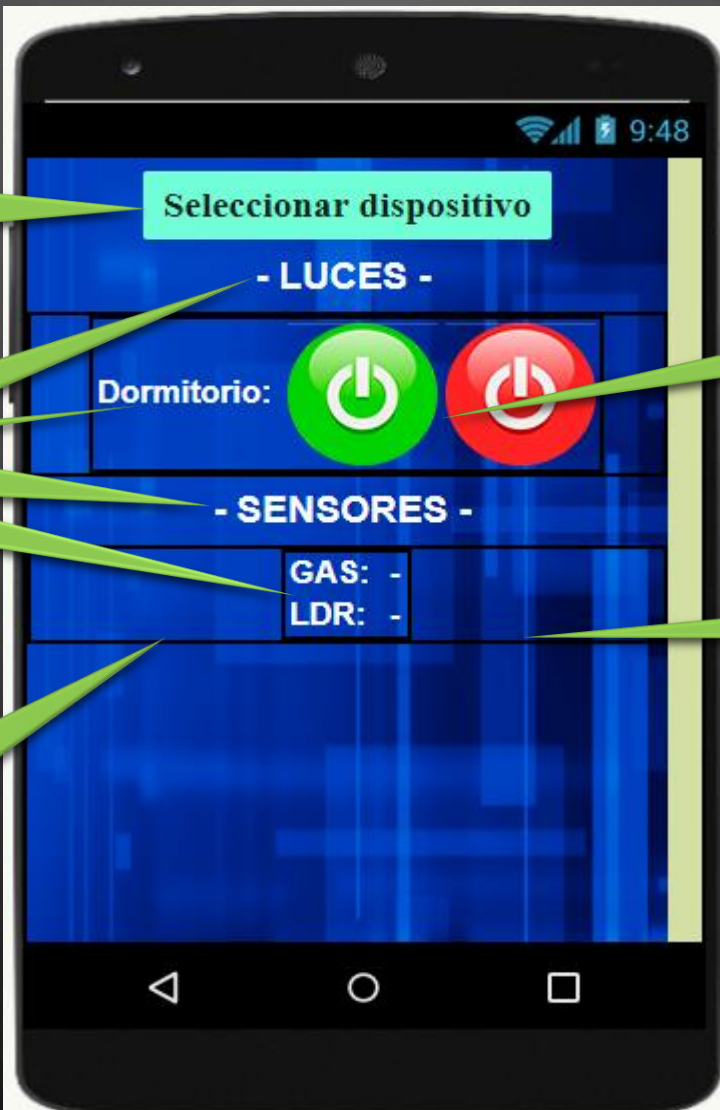 9:48
Seleccionar dispositivo
- LUCES -
Dormitorio:
- SENSORES -
GAS: -
LDR: -